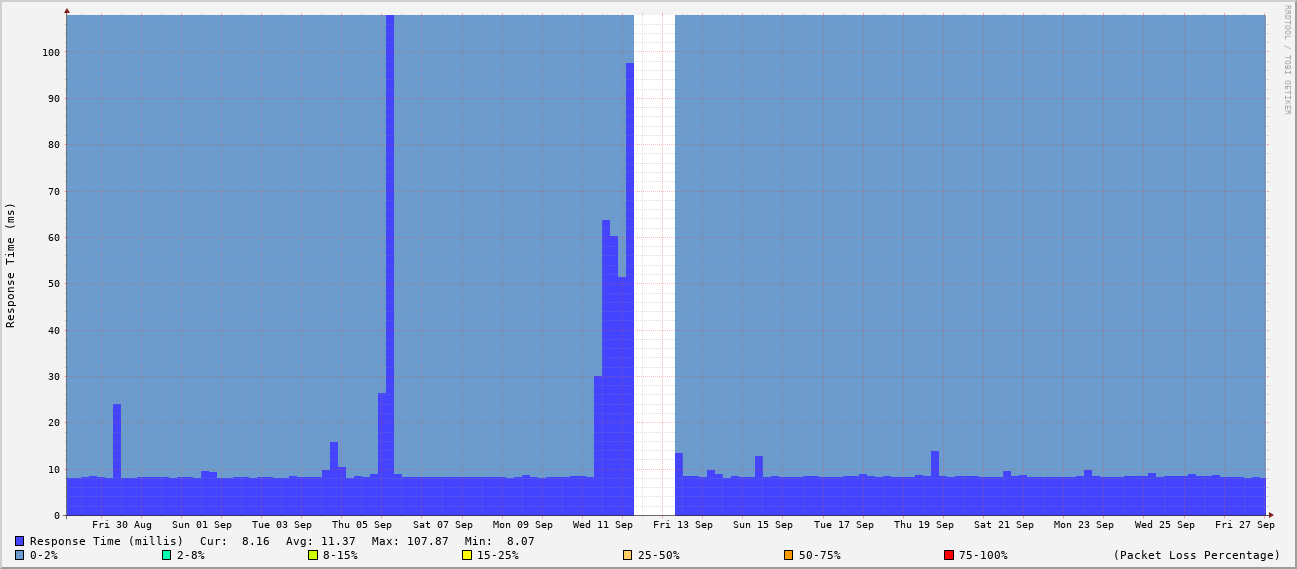 RRDTOOL / TOBI OETIKER
Response Time (ms)
100
90
80
70
60
50
40
30
20
10
0
Fri 30 Aug Sun 01 Sep Tue 03 Sep Thu 05 Sep Sat 07 Sep Mon 09 Sep Wed 11 Sep Fri 13 Sep Sun 15 Sep Tue 17 Sep Thu 19 Sep Sat 21 Sep Mon 23 Sep Wed 25 Sep Fri 27 Sep
Response Time (millis) Cur: 8.16 Avg: 11.37 Max: 107.87 Min: 8.07
0-2% 2-8% 8-15% 15-25% 25-50% 50-75% 75-100% (Packet Loss Percentage)